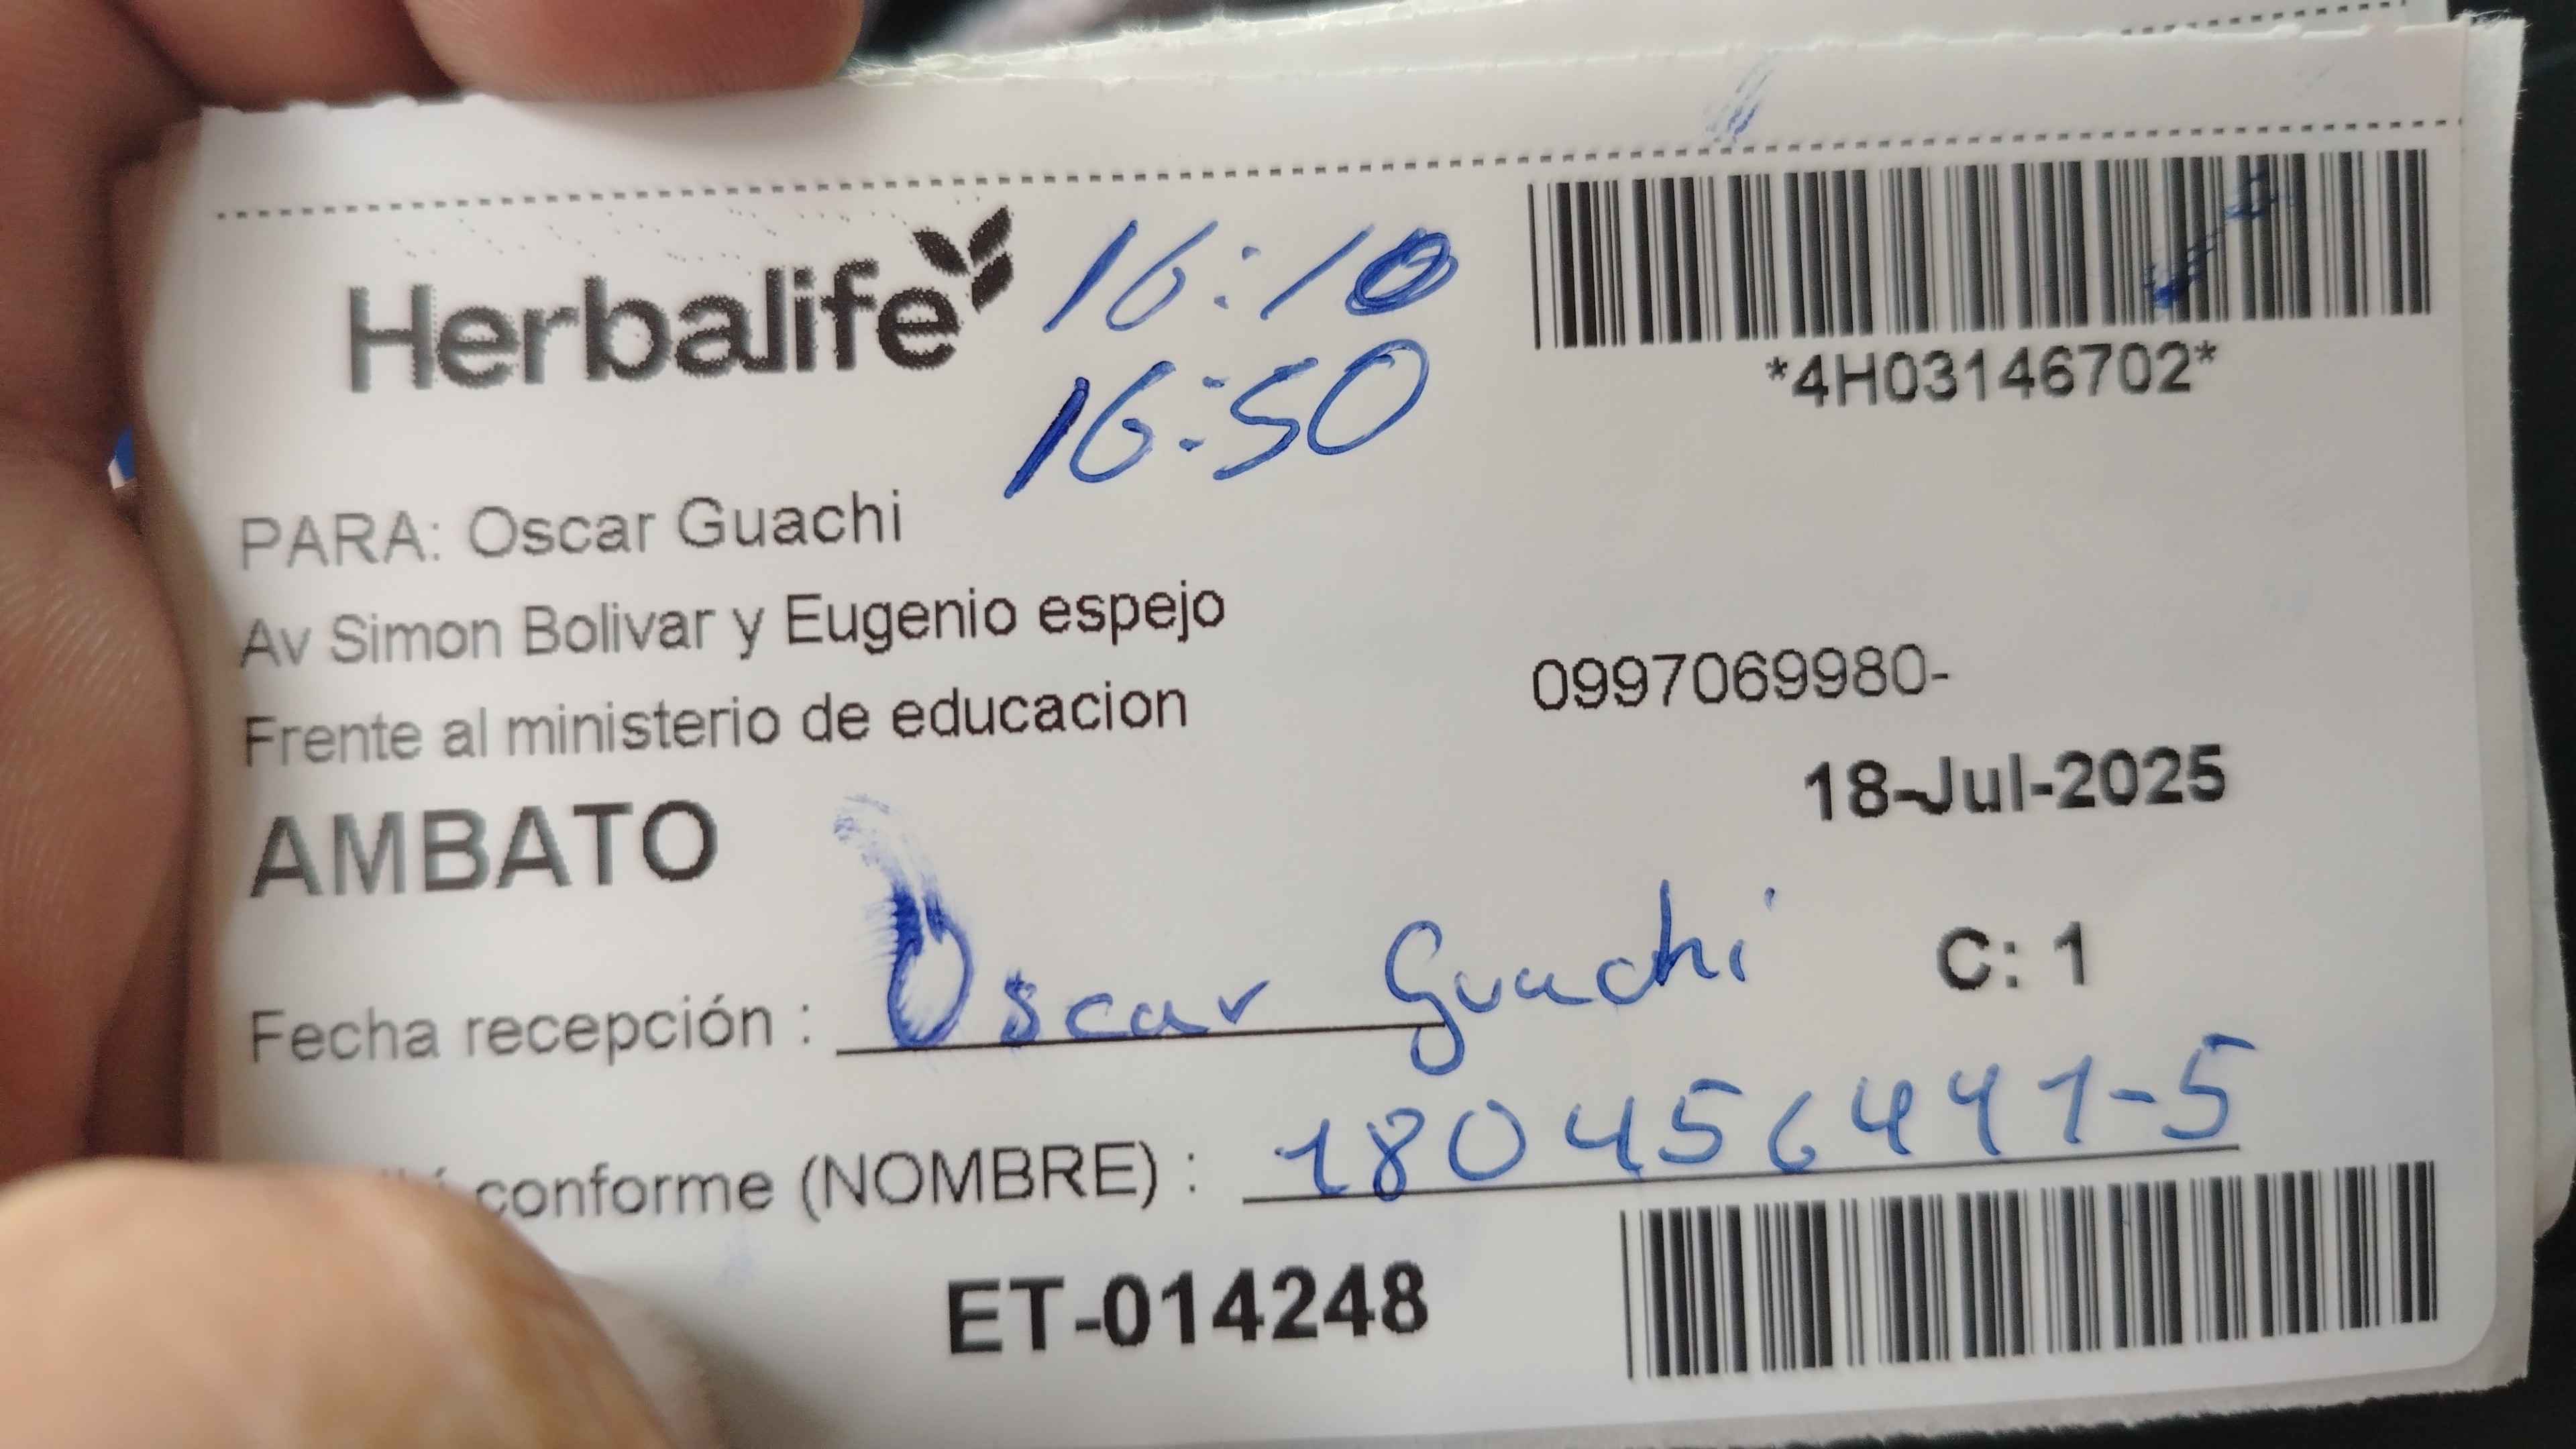 Herbalife
16:10
16:50
*4H03146702*
PARA: Oscar Guachi
Av Simon Bolivar y Eugenio espejo
Frente al ministerio de educacion
0997069980-
AMBATO
18-Jul-2025
Fecha recepción : Oscar Guachi
C: 1
conforme (NOMBRE) : 180456441-5
ET-014248